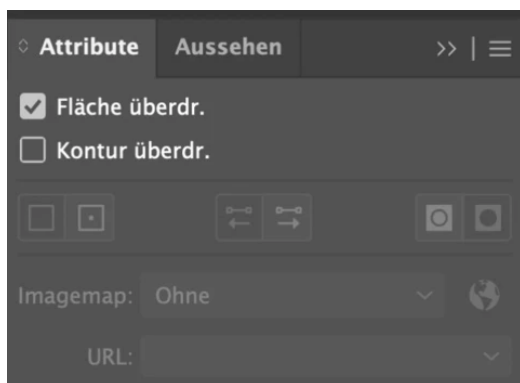 Attribute Aussehen
Fläche überdr.
Kontur überdr.
Imagemap: Ohne
URL: